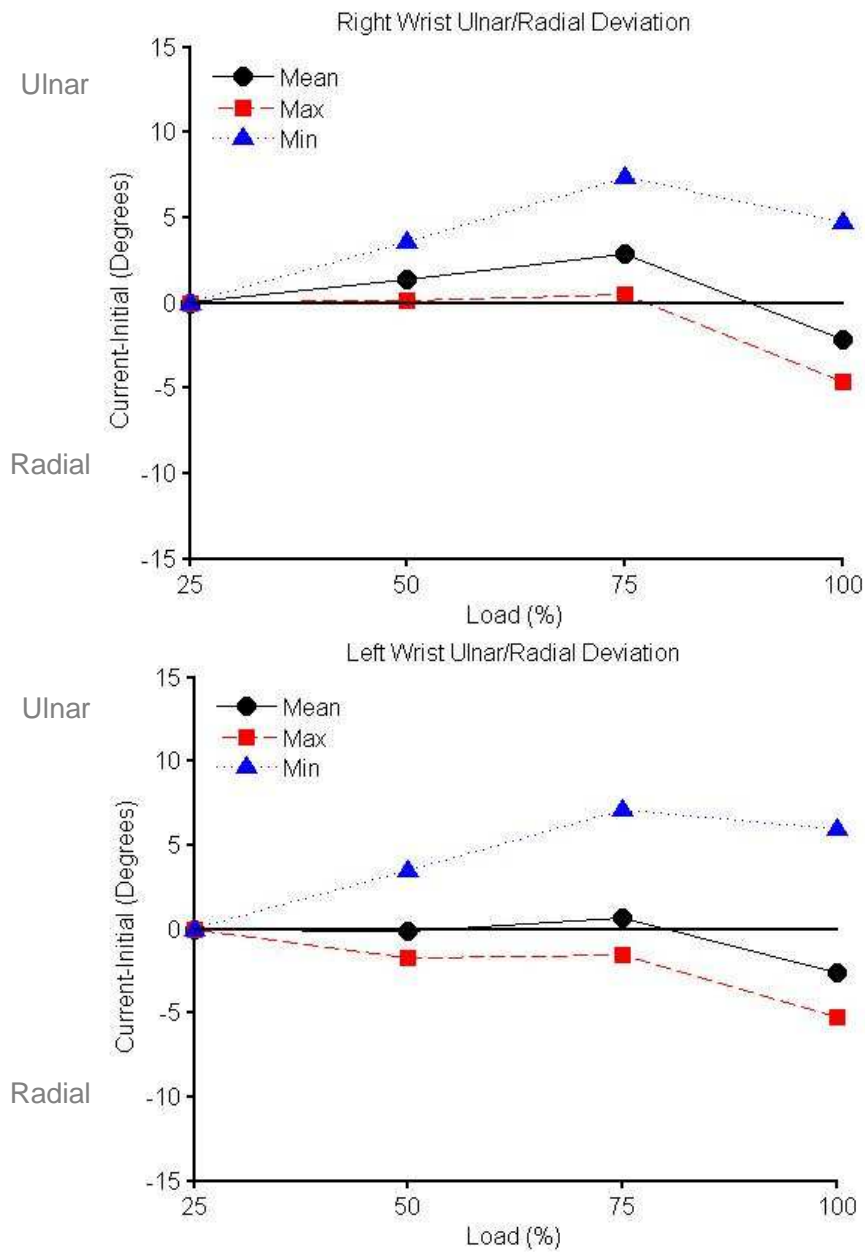 Right Wrist Ulnar/Radial Deviation
15
Ulnar
Mean
Max
10
Min
5
0
Current-Initial (Degrees)
-5
Radial
-10
-15
25 50 75 100
Load (%)
Left Wrist Ulnar/Radial Deviation
15
Ulnar
Mean
Max
10
Min
5
0
Current-Initial (Degrees)
-5
Radial
-10
-15
25 50 75 100
Load (%)